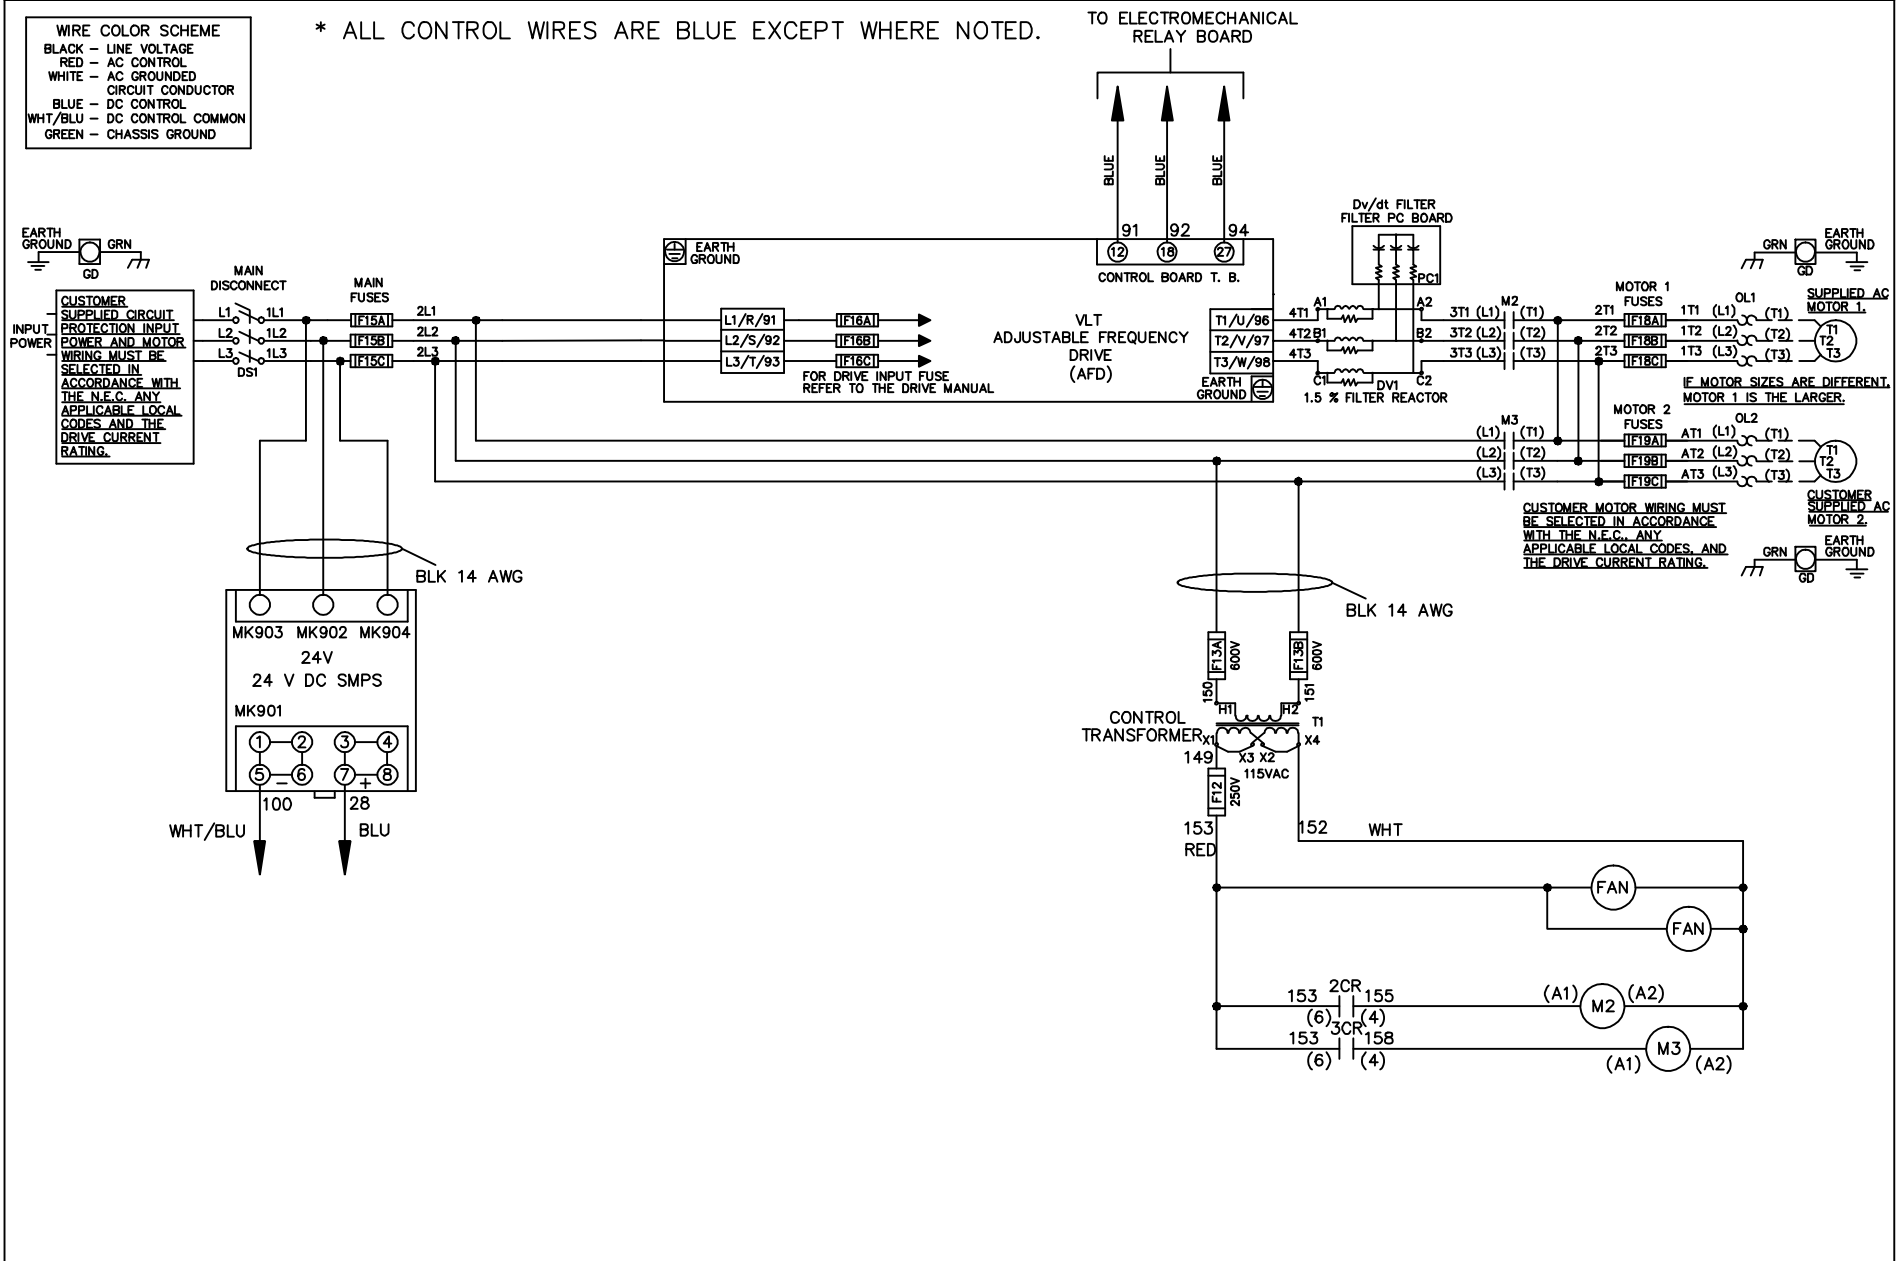 WIRE COLOR SCHEME
BLACK – LINE VOLTAGE
RED – AC CONTROL
WHITE – AC GROUNDED
CIRCUIT CONDUCTOR
BLUE – DC CONTROL
WHT/BLU – DC CONTROL COMMON
GREEN – CHASSIS GROUND
* ALL CONTROL WIRES ARE BLUE EXCEPT WHERE NOTED.
TO ELECTROMECHANICAL
RELAY BOARD
BLUE
BLUE
BLUE
91 92 94
12 18 27
CONTROL BOARD T. B.
Dv/dt FILTER
FILTER PC BOARD
PC1
EARTH
GROUND
GRN
GD
CUSTOMER
SUPPLIED CIRCUIT
PROTECTION INPUT
POWER AND MOTOR
WIRING MUST BE
SELECTED IN
ACCORDANCE WITH
THE N.E.C. ANY
APPLICABLE LOCAL
CODES AND THE
DRIVE CURRENT
RATING.
INPUT
POWER
MAIN
DISCONNECT
L1 1L1
L2 1L2
L3 1L3
DS1
MAIN
FUSES
F15A 2L1
F15B 2L2
F15C 2L3
EARTH
GROUND
L1/R/91 F16A
L2/S/92 F16B
L3/T/93 F16C
FOR DRIVE INPUT FUSE
REFER TO THE DRIVE MANUAL
VLT
ADJUSTABLE FREQUENCY
DRIVE
(AFD)
T1/U/96
T2/V/97
T3/W/98
EARTH
GROUND
4T1 A1 A2
4T2 B1 B2
4T3 C1 C2
DV1
1.5 % FILTER REACTOR
M2
3T1 (L1) (T1)
3T2 (L2) (T2)
3T3 (L3) (T3)
MOTOR 1
FUSES
2T1 F18A 1T1 (L1)
2T2 F18B 1T2 (L2)
2T3 F18C 1T3 (L3)
OL1
(T1)
(T2)
(T3)
GRN
GD
EARTH
GROUND
SUPPLIED AC
MOTOR 1.
T1
T2
T3
IF MOTOR SIZES ARE DIFFERENT,
MOTOR 1 IS THE LARGER.
M3
(L1) (T1)
(L2) (T2)
(L3) (T3)
MOTOR 2
FUSES
F19A AT1 (L1)
F19B AT2 (L2)
F19C AT3 (L3)
OL2
(T1)
(T2)
(T3)
T1
T2
T3
CUSTOMER
SUPPLIED AC
MOTOR 2.
CUSTOMER MOTOR WIRING MUST
BE SELECTED IN ACCORDANCE
WITH THE N.E.C., ANY
APPLICABLE LOCAL CODES, AND
THE DRIVE CURRENT RATING.
GRN
GD
EARTH
GROUND
BLK 14 AWG
MK903 MK902 MK904
24V
24 V DC SMPS
MK901
1 2 3 4
5 – 6 7 + 8
100 28
WHT/BLU BLU
BLK 14 AWG
F13A 600V F13B 600V
150 151
H1 H2
CONTROL
TRANSFORMER
T1
X1 X4
X3 X2
149
115VAC
F12 250V
153 152 WHT
RED
FAN
FAN
2CR
153 155 (A1) M2 (A2)
(6) (4)
3CR
153 158 M3
(6) (4) (A1) (A2)